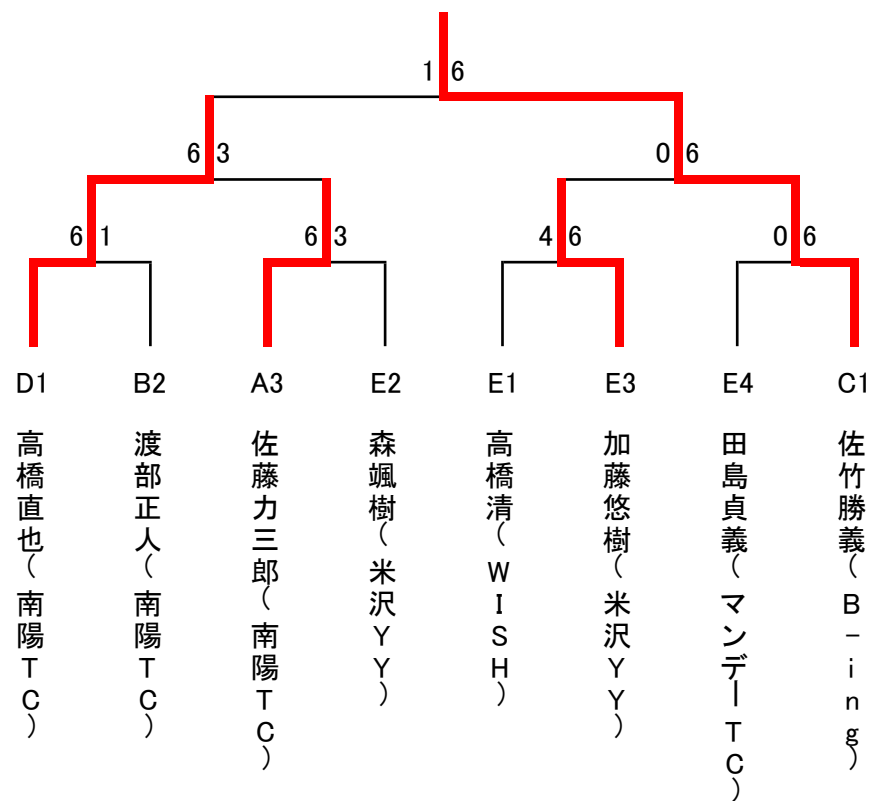 1 6
6 3
0 6
6 1
6 3
4 6
0 6
D1
B2
A3
E2
E1
E3
E4
C1
高橋直也(南陽TC)
渡部正人(南陽TC)
佐藤力三郎(南陽TC)
森颯樹(米沢YY)
高橋清(WISH)
加藤悠樹(米沢YY)
田島貞義(マンデーTC)
佐竹勝義(B-ing)